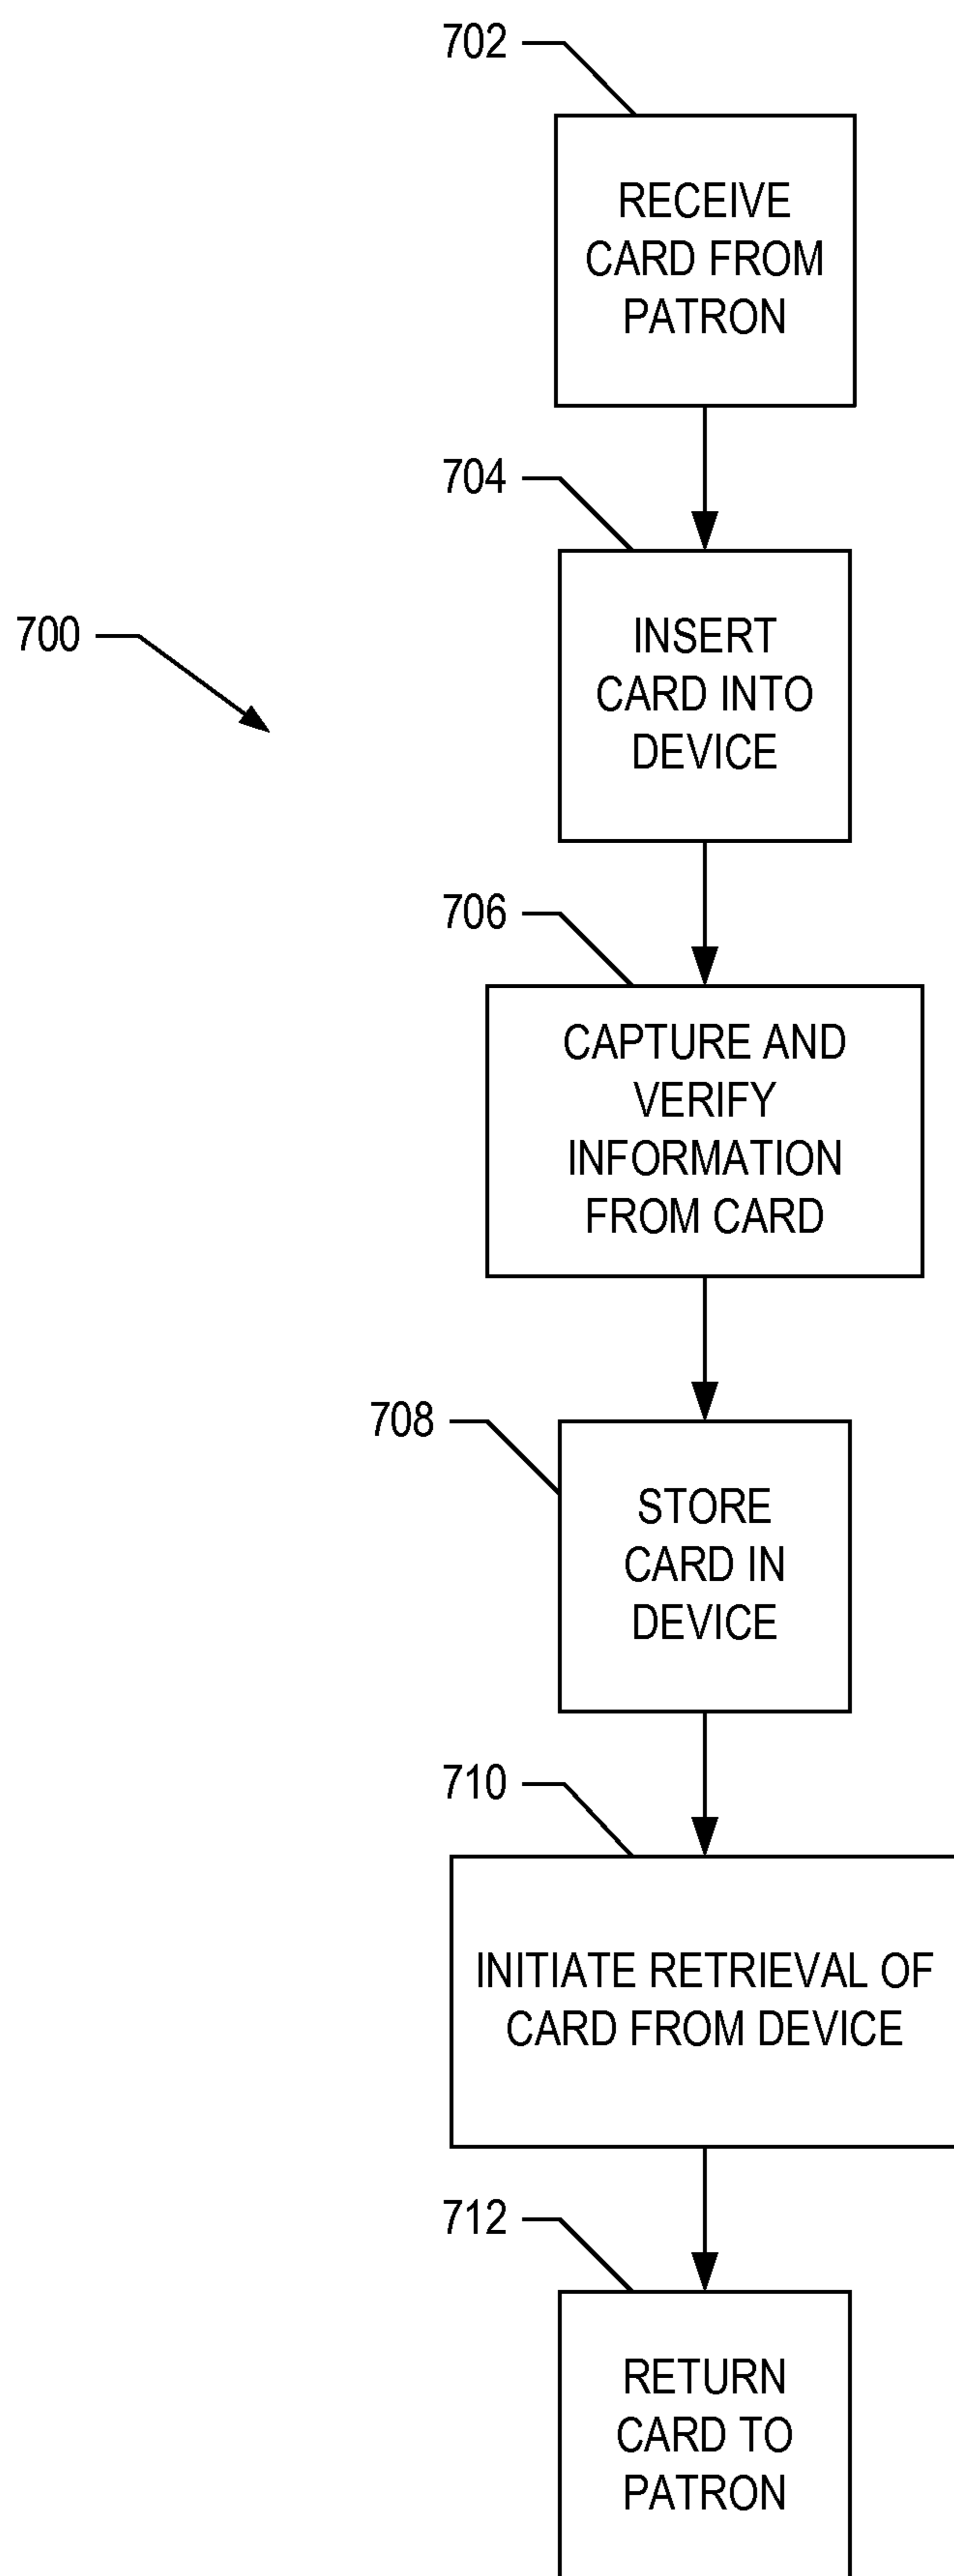 702
RECEIVE
CARD FROM
PATRON
704
700
INSERT
CARD INTO
DEVICE
706
CAPTURE AND
VERIFY
INFORMATION
FROM CARD
708
STORE
CARD IN
DEVICE
710
INITIATE RETRIEVAL OF
CARD FROM DEVICE
712
RETURN
CARD TO
PATRON